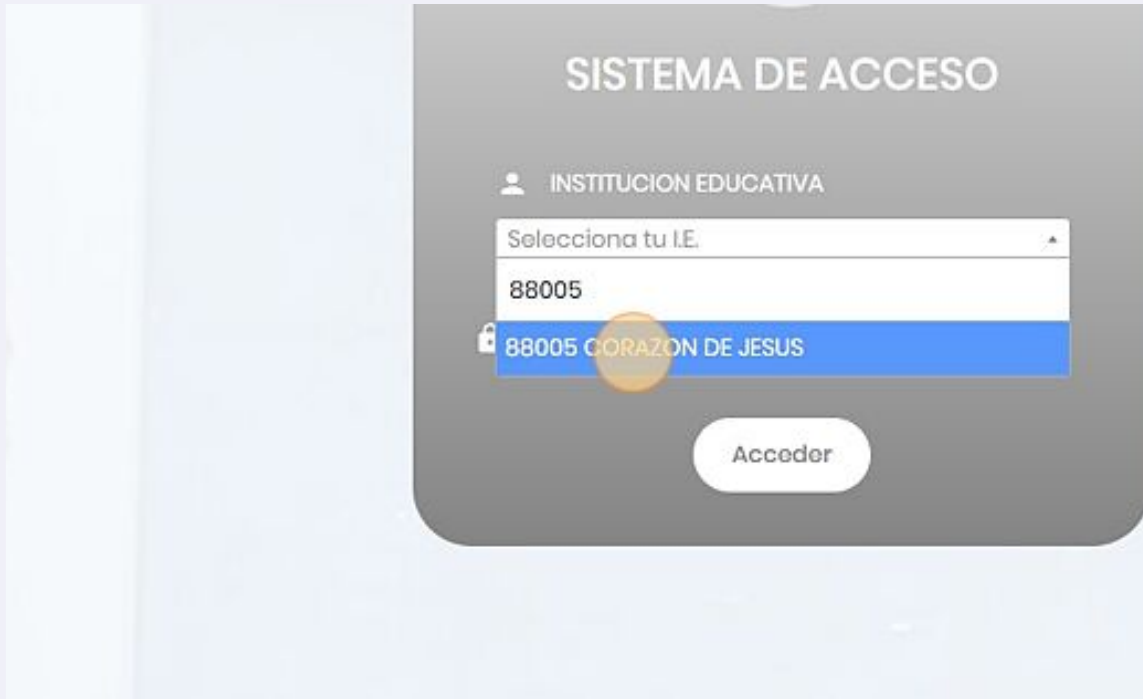 SISTEMA DE ACCESO
INSTITUCION EDUCATIVA
Selecciona tu I.E.
88005
88005 CORAZON DE JESUS
Acceder